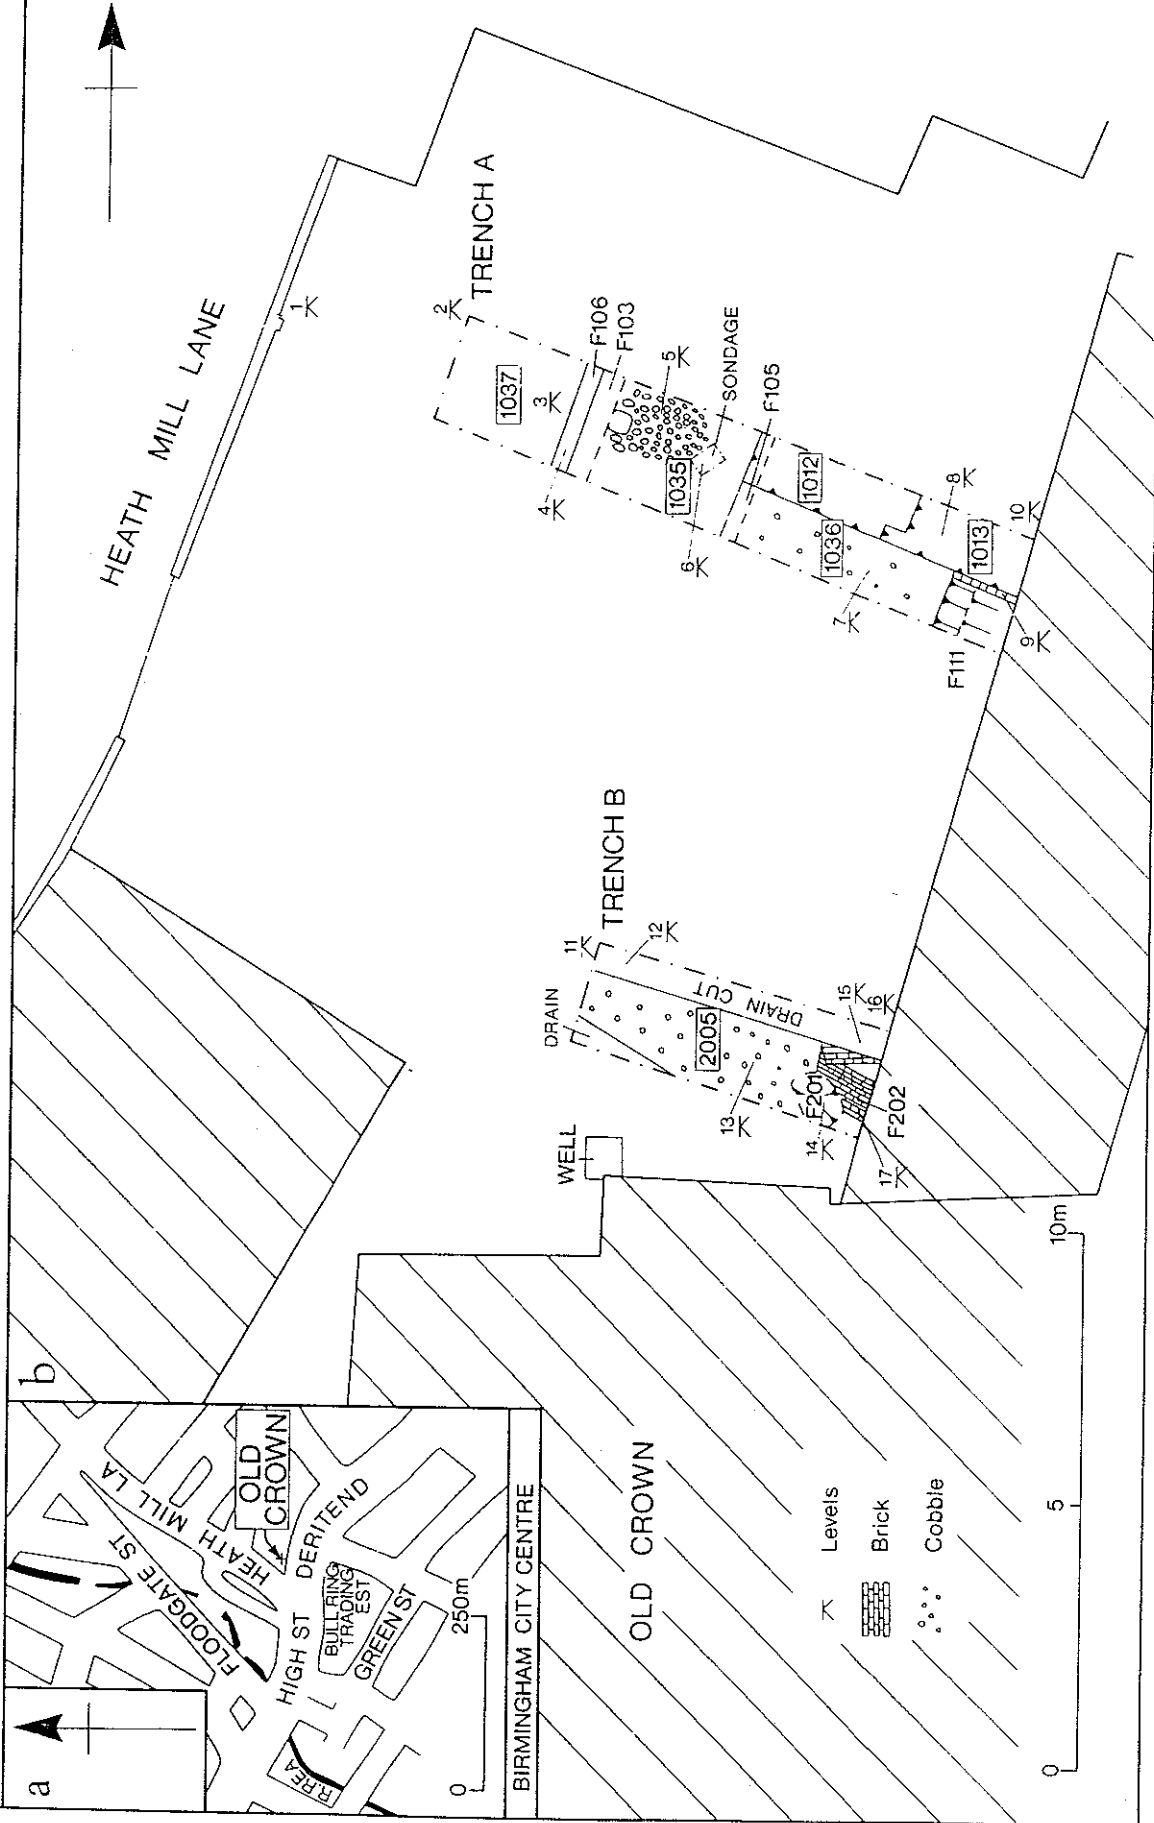 a
FLOODGATE ST
HEATH MILL LA
OLD
CROWN
HIGH ST DERITEND
BULL RING
TRADING
EST
GREEN ST
R.REA
0
250m
BIRMINGHAM CITY CENTRE
b
HEATH MILL LANE
TRENCH A
1
2
1037
3
4
F106
F103
5
1035
SONDAGE
6
F105
1012
1036
7
8
1013
10
F111
9
TRENCH B
11
12
DRAIN
DRAIN CUT
2005
13
15
16
F201
14
F202
17
WELL
OLD CROWN
Levels
Brick
Cobble
0
5
10m